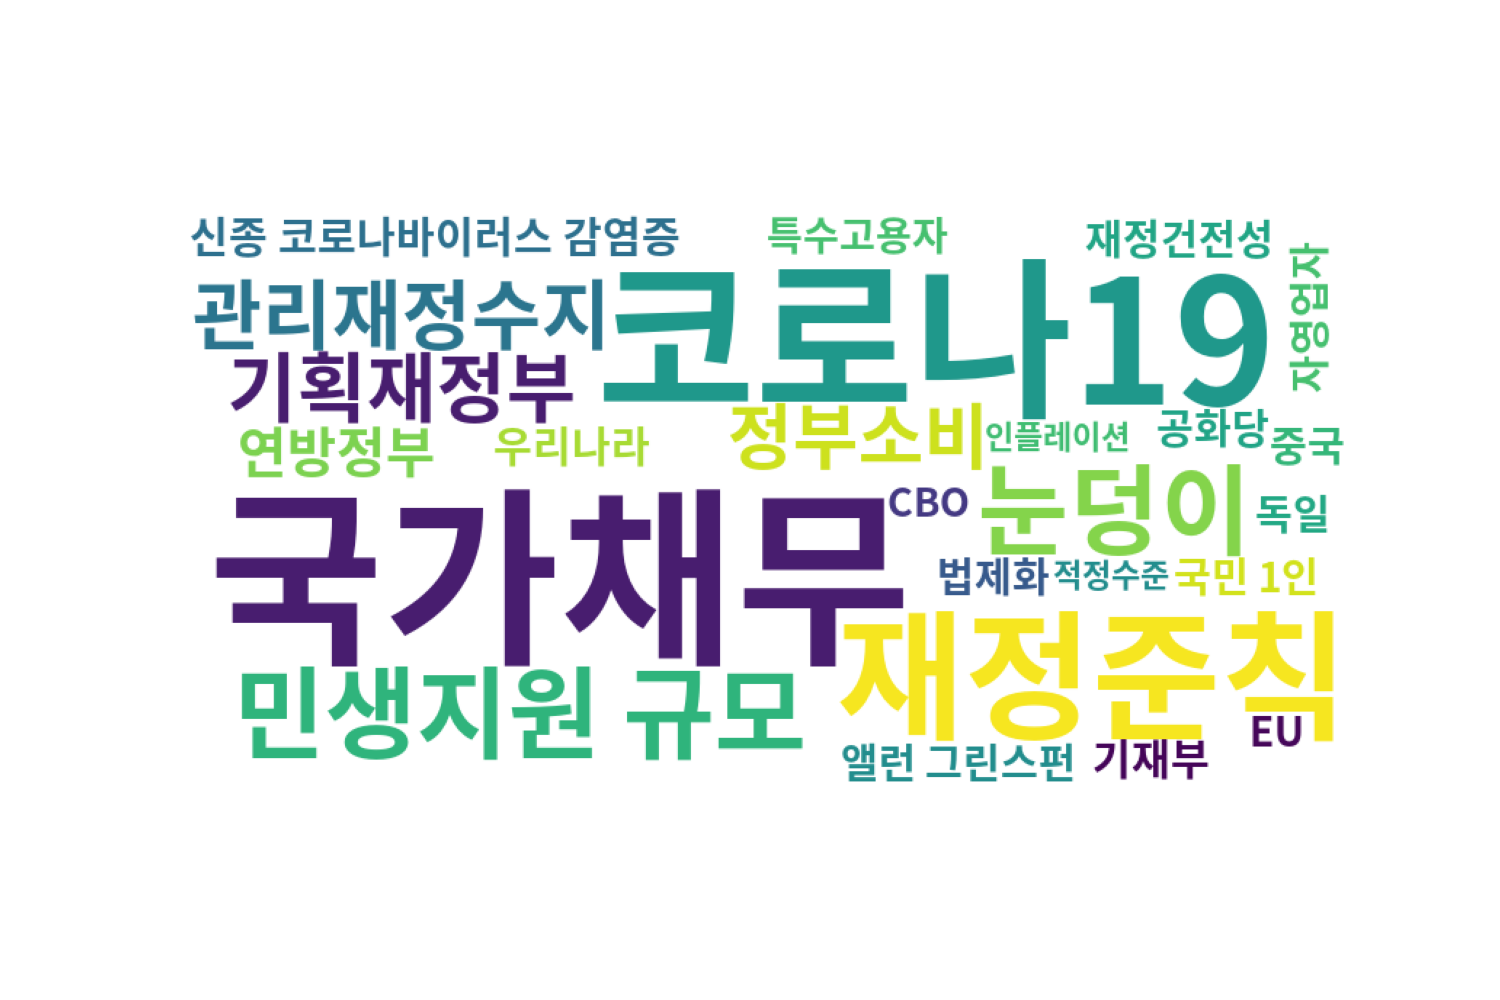 신종 코로나바이러스 감염증
특수고용자
재정건전성
자영업자
관리재정수지
코로나19
기획재정부
정부소비
인플레이션
공화당
중국
연방정부
우리나라
국가채무
CBO
눈덩이
독일
법제화
적정수준
국민 1인
민생지원 규모
재정준칙
EU
앨런 그린스펀
기재부